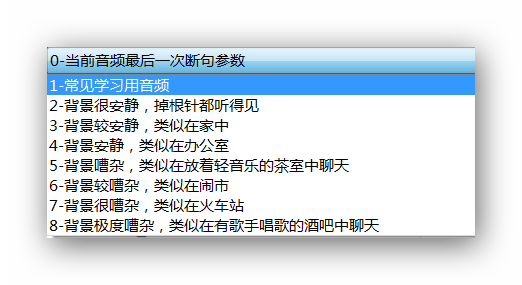 0-当前音频最后一次断句参数
1-常见学习用音频
2-背景很安静，掉根针都听得见
3-背景较安静，类似在家中
4-背景安静，类似在办公室
5-背景嘈杂，类似在放着轻音乐的茶室中聊天
6-背景较嘈杂，类似在闹市
7-背景很嘈杂，类似在火车站
8-背景极度嘈杂，类似在有歌手唱歌的酒吧中聊天